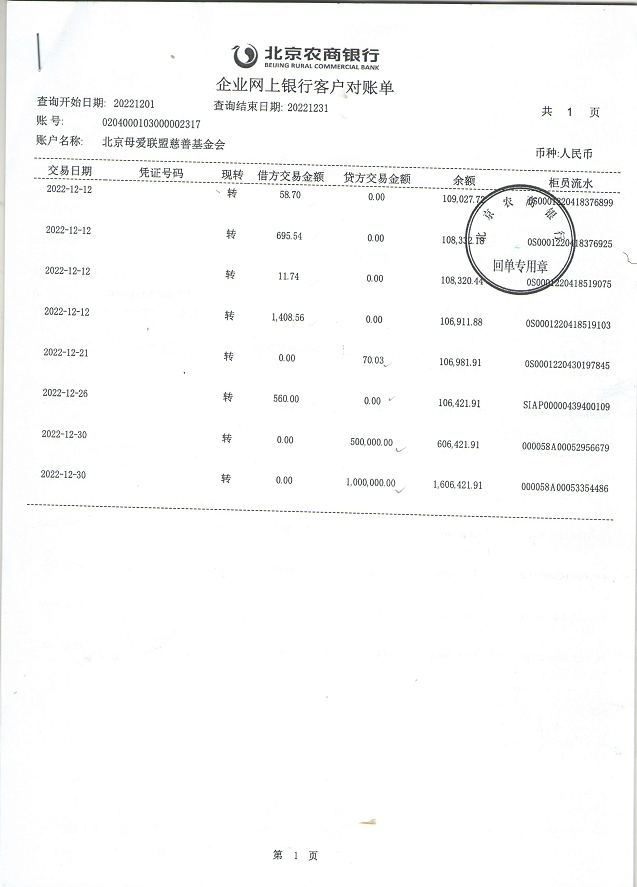 北京农商银行
BEIJING RURAL COMMERCIAL BANK
企业网上银行客户对账单
查询开始日期: 20221201 查询结束日期: 20221231
共 1 页
账 号: 0204000103000002317
账户名称: 北京母爱联盟慈善基金会
币种:人民币
交易日期 凭证号码 现转 借方交易金额 贷方交易金额 余额 柜员流水
2022-12-12 转 58.70 0.00 109,027.72 0S0001220418376899
2022-12-12 转 695.54 0.00 108,332.18 0S0001220418376925
2022-12-12 转 11.74 0.00 108,320.44 0S0001220418519075
2022-12-12 转 1,408.56 0.00 106,911.88 0S0001220418519103
2022-12-21 转 0.00 70.03 106,981.91 0S0001220430197845
2022-12-26 转 560.00 0.00 106,421.91 SIAP00000439400109
2022-12-30 转 0.00 500,000.00 606,421.91 000058A00052956679
2022-12-30 转 0.00 1,000,000.00 1,606,421.91 000058A00053354486
北京农商银行
回单专用章
第 1 页